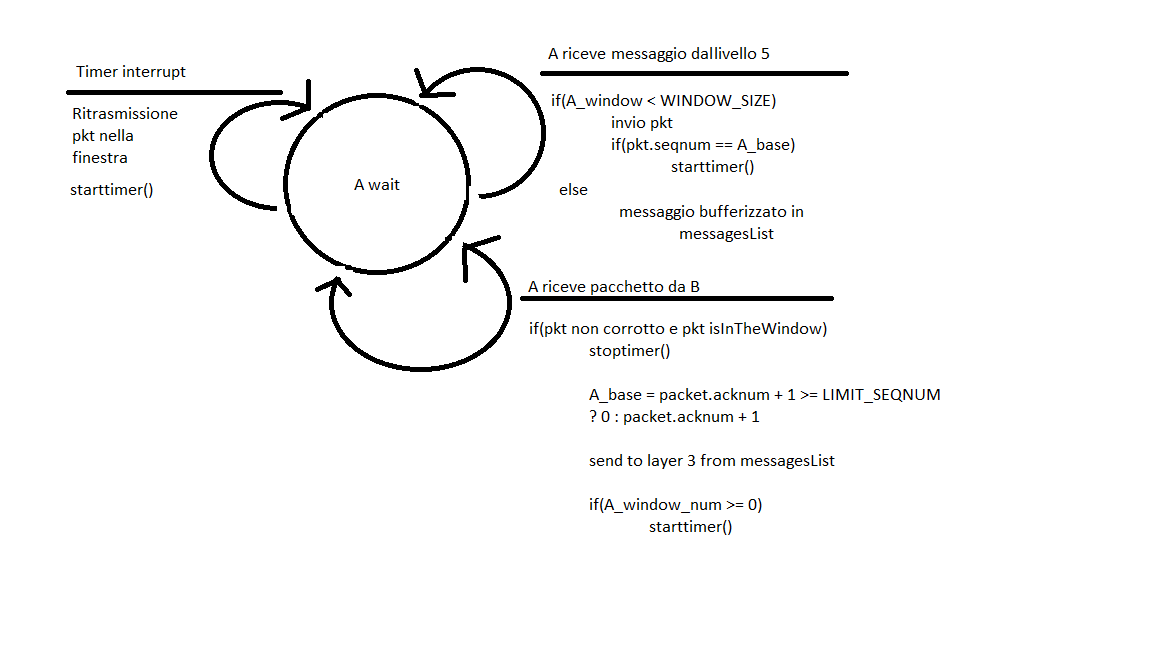 Timer interrupt
Ritrasmissione
pkt nella
finestra
starttimer()
A wait
A riceve messaggio dallivello 5
if(A_window < WINDOW_SIZE)
invio pkt
if(pkt.seqnum == A_base)
starttimer()
else
messaggio bufferizzato in
messagesList
A riceve pacchetto da B
if(pkt non corrotto e pkt isInTheWindow)
stoptimer()
A_base = packet.acknum + 1 >= LIMIT_SEQNUM
? 0 : packet.acknum + 1
send to layer 3 from messagesList
if(A_window_num >= 0)
starttimer()